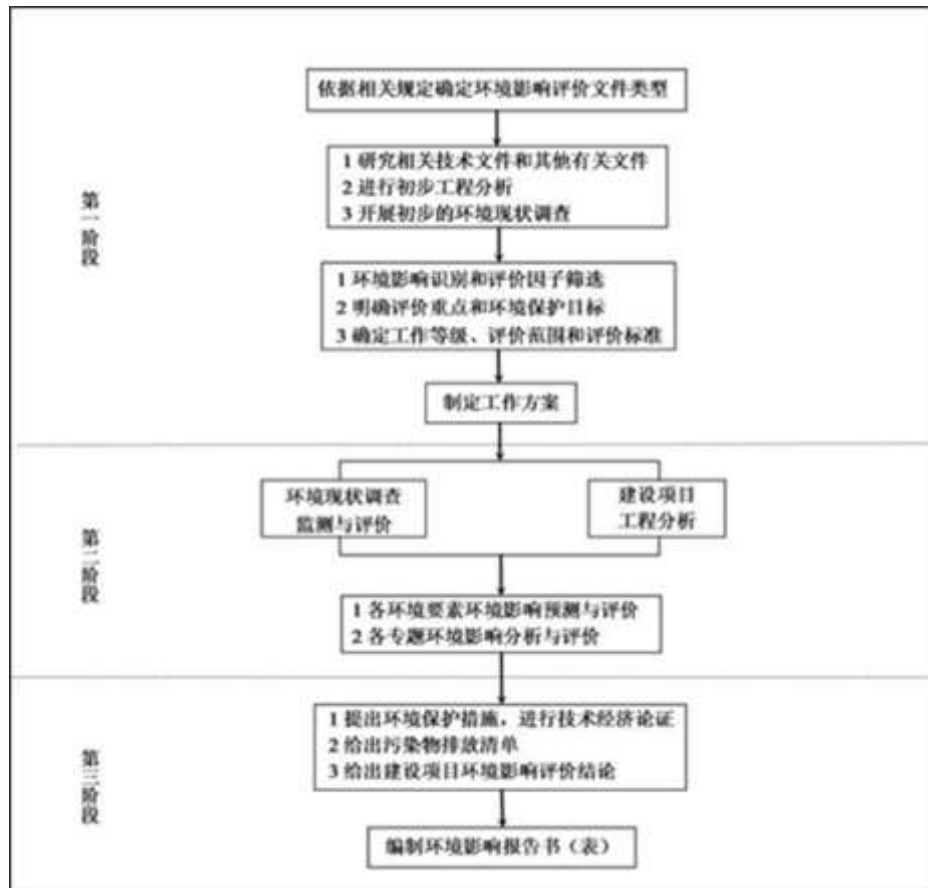 依据相关规定确定环境影响评价文件类型
1 研究相关技术文件和其他有关文件
2 进行初步工程分析
3 开展初步的环境现状调查
第一阶段
1 环境影响识别和评价因子筛选
2 明确评价重点和环境保护目标
3 确定工作等级、评价范围和评价标准
制定工作方案
环境现状调查
监测与评价
建设项目
工程分析
第二阶段
1 各环境要素环境影响预测与评价
2 各专题环境影响分析与评价
1 提出环境保护措施，进行技术经济论证
2 给出污染物排放清单
3 给出建设项目环境影响评价结论
第三阶段
编制环境影响报告书（表）